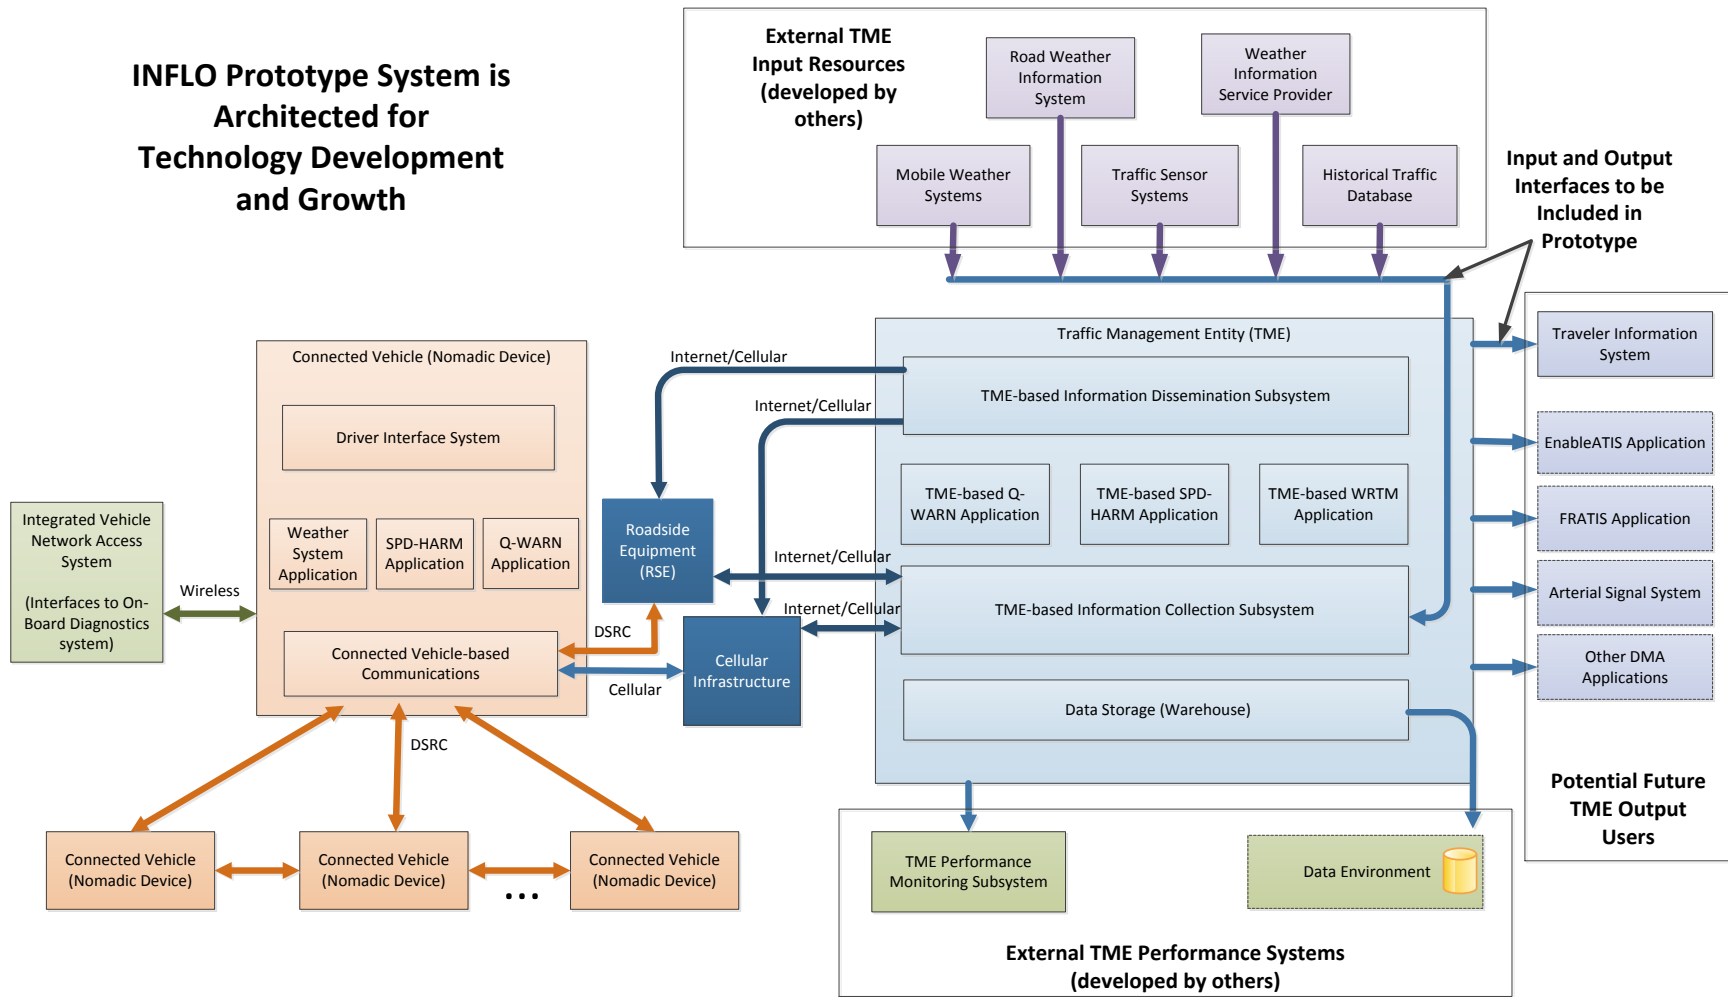 INFLO Prototype System is
Architected for
Technology Development
and Growth
External TME
Input Resources
(developed by
others)
Road Weather
Information
System
Weather
Information
Service Provider
Mobile Weather
Systems
Traffic Sensor
Systems
Historical Traffic
Database
Input and Output
Interfaces to be
Included in
Prototype
Connected Vehicle (Nomadic Device)
Driver Interface System
Weather
System
Application
SPD-HARM
Application
Q-WARN
Application
Connected Vehicle-based
Communications
Integrated Vehicle
Network Access
System
(Interfaces to On-
Board Diagnostics
system)
Wireless
Internet/Cellular
Internet/Cellular
Roadside
Equipment
(RSE)
Internet/Cellular
Internet/Cellular
DSRC
Cellular
Cellular
Infrastructure
Traffic Management Entity (TME)
TME-based Information Dissemination Subsystem
TME-based Q-
WARN Application
TME-based SPD-
HARM Application
TME-based WRTM
Application
TME-based Information Collection Subsystem
Data Storage (Warehouse)
Traveler Information
System
EnableATIS Application
FRATIS Application
Arterial Signal System
Other DMA
Applications
Potential Future
TME Output
Users
DSRC
Connected Vehicle
(Nomadic Device)
Connected Vehicle
(Nomadic Device)
...
Connected Vehicle
(Nomadic Device)
TME Performance
Monitoring Subsystem
Data Environment
External TME Performance Systems
(developed by others)